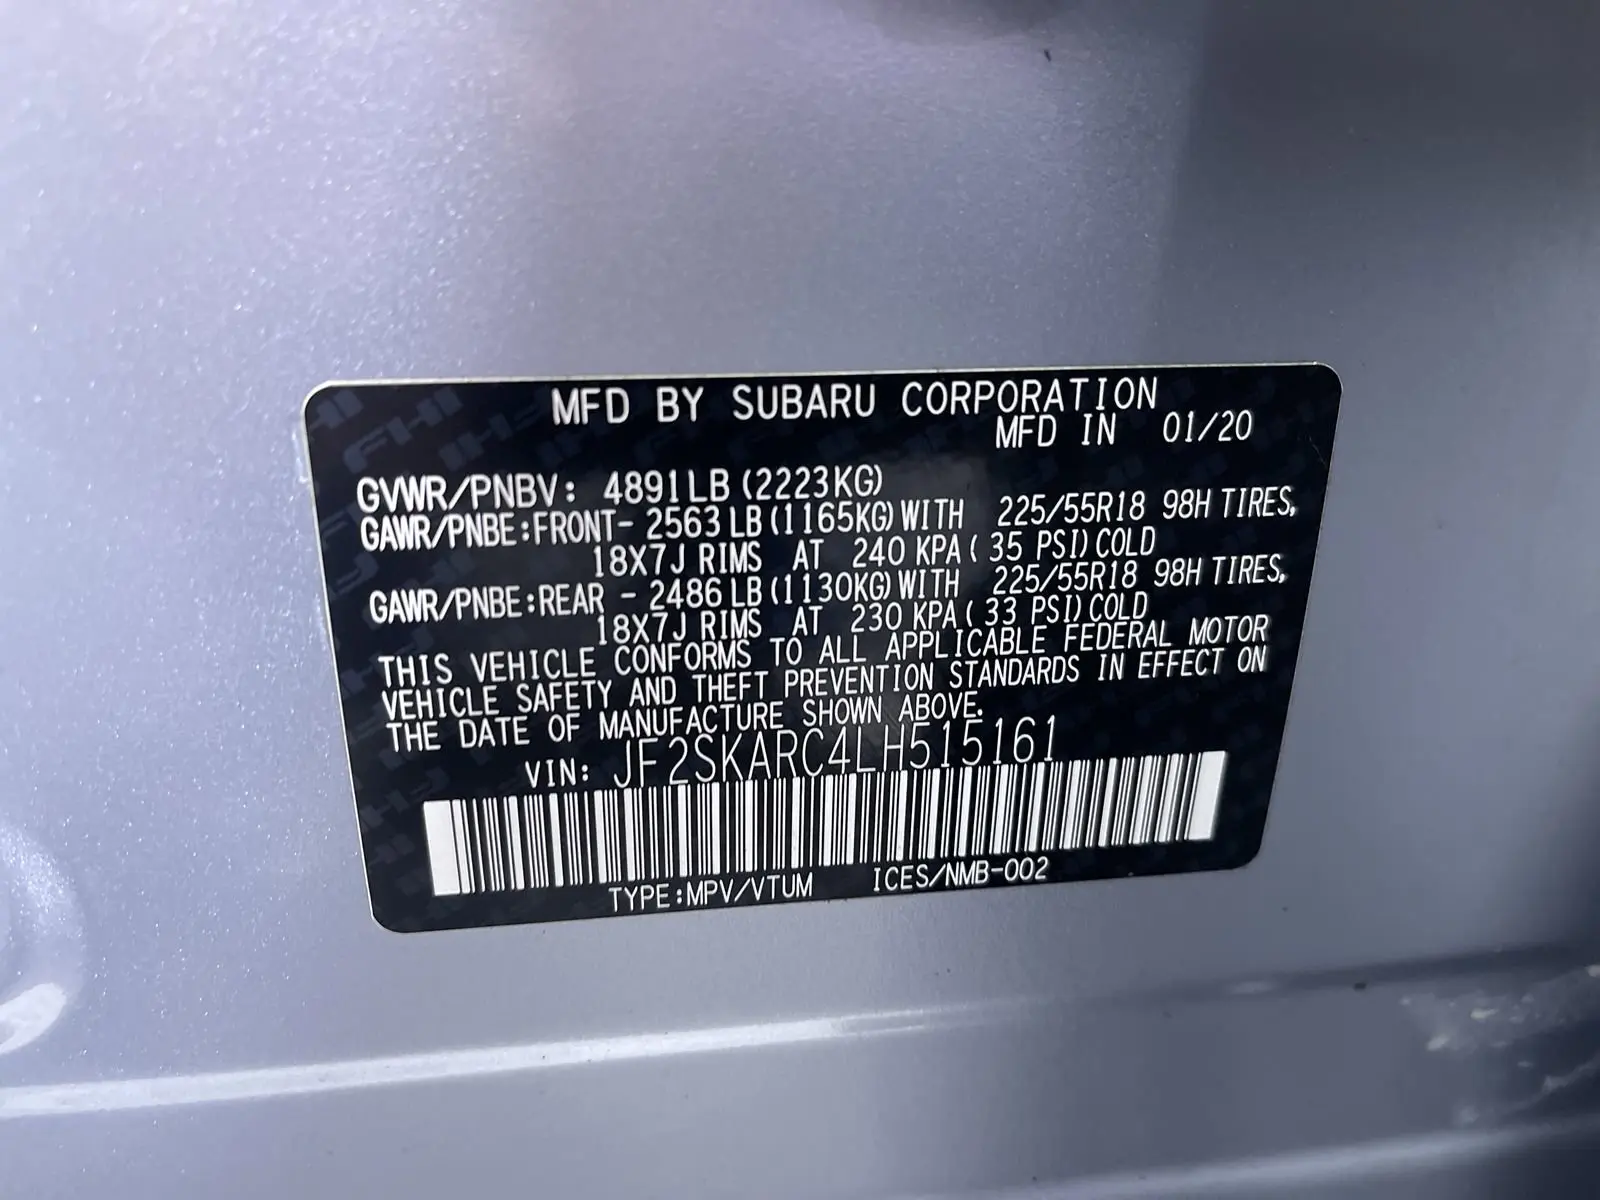 MFD BY SUBARU CORPORATION
MFD IN 01/20
GVWR/PNBV: 4891LB (2223KG)
GAWR/PNBE:FRONT- 2563 LB (1165KG) WITH 225/55R18 98H TIRES,
18X7J RIMS AT 240 KPA ( 35 PSI) COLD
GAWR/PNBE:REAR - 2486 LB (1130KG) WITH 225/55R18 98H TIRES,
18X7J RIMS AT 230 KPA ( 33 PSI) COLD
THIS VEHICLE CONFORMS TO ALL APPLICABLE FEDERAL MOTOR
VEHICLE SAFETY AND THEFT PREVENTION STANDARDS IN EFFECT ON
THE DATE OF MANUFACTURE SHOWN ABOVE.
VIN: JF2SKARC4LH515161
TYPE:MPV/VTUM ICES/NMB-002